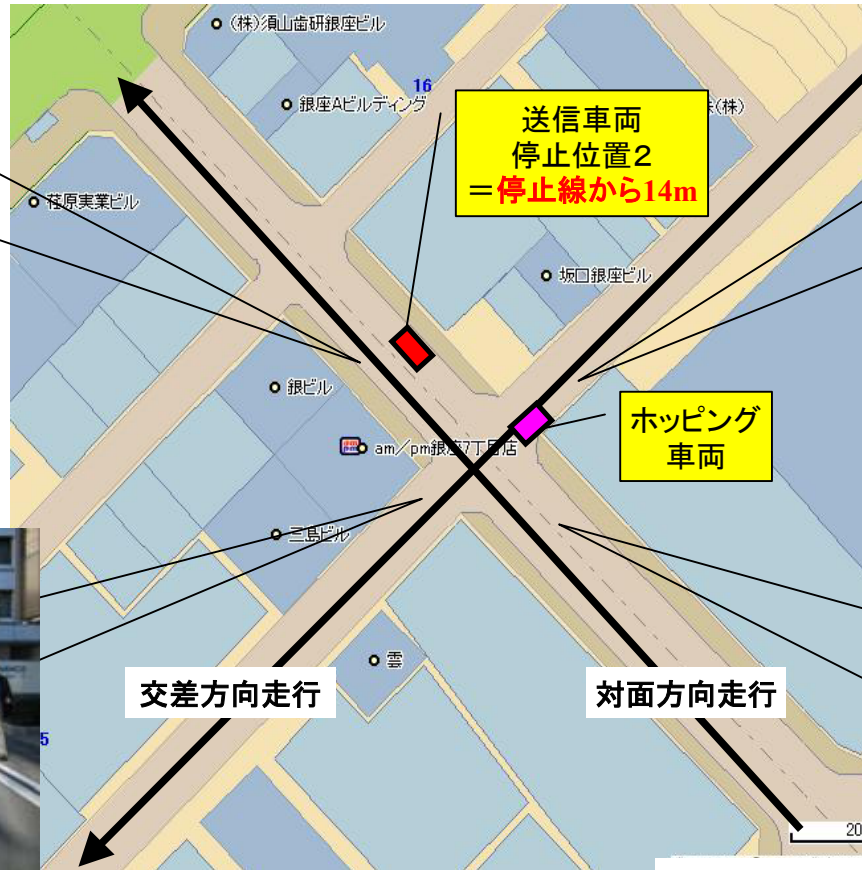 (株)須山歯研銀座ビル
16
銀座Aビルディング
送信車両
停止位置2
=停止線から14m
(株)
荏原実業ビル
坂口銀座ビル
銀ビル
ホッピング
車両
am/pm銀座7丁目店
三島ビル
雲
交差方向走行
対面方向走行
5
20